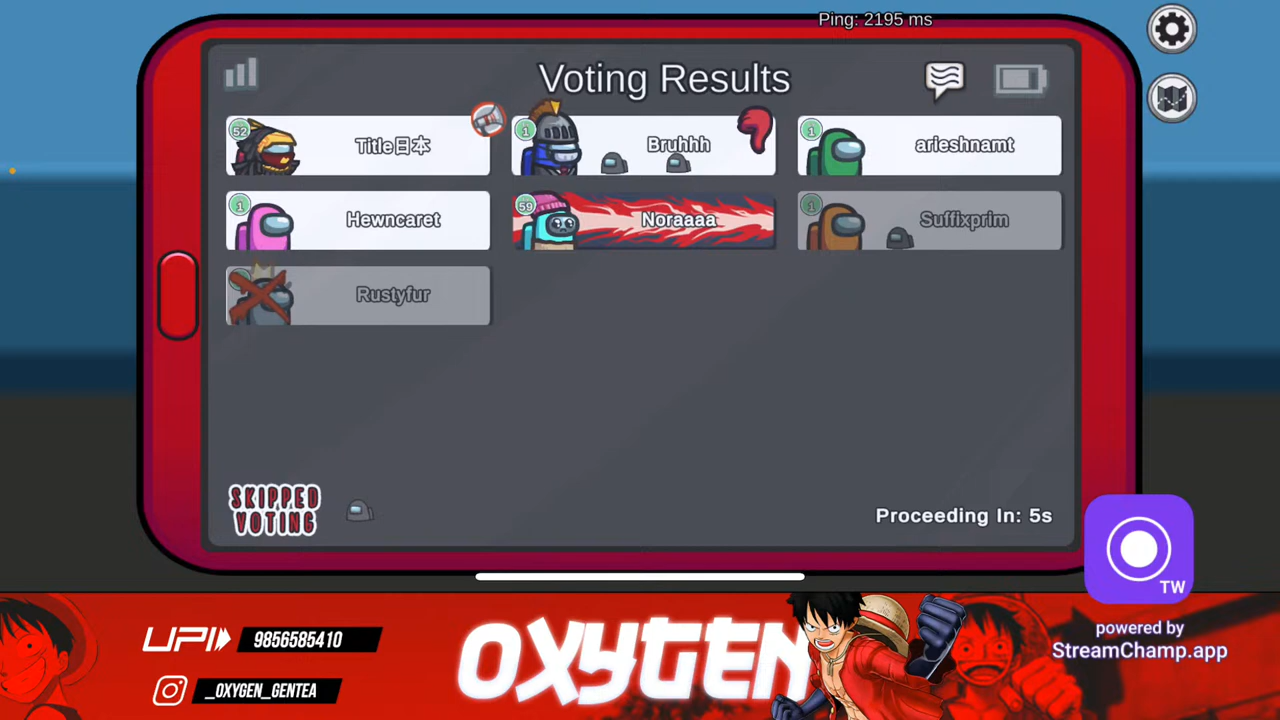 Ping: 2195 ms
Voting Results
52
Title日本
1
Bruhhh
1
arieshnamt
1
Hewncaret
59
Noraaaa
1
Suffixprim
Rustyfur
SKIPPED
VOTING
Proceeding In: 5s
TW
powered by
StreamChamp.app
UPI
9856585410
_OXYGEN_GENTEA
OXYGEN